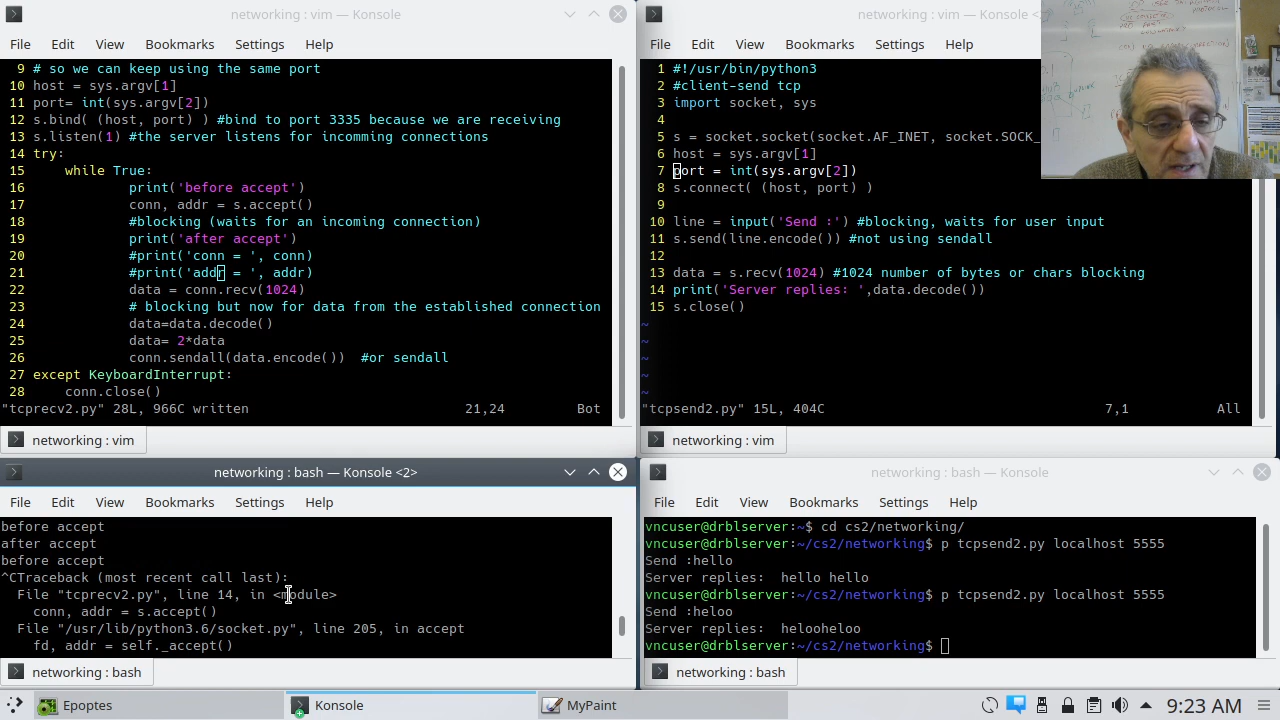 networking : vim — Konsole
File Edit View Bookmarks Settings Help
9 # so we can keep using the same port
10 host = sys.argv[1]
11 port= int(sys.argv[2])
12 s.bind( (host, port) ) #bind to port 3335 because we are receiving
13 s.listen(1) #the server listens for incomming connections
14 try:
15 while True:
16 print('before accept')
17 conn, addr = s.accept()
18 #blocking (waits for an incoming connection)
19 print('after accept')
20 #print('conn = ', conn)
21 #print('addr = ', addr)
22 data = conn.recv(1024)
23 # blocking but now for data from the established connection
24 data=data.decode()
25 data= 2*data
26 conn.sendall(data.encode()) #or sendall
27 except KeyboardInterrupt:
28 conn.close()
"tcprecv2.py" 28L, 966C written 21,24 Bot
networking : vim
networking : vim — Konsole <2
File Edit View Bookmarks Settings Help
1 #!/usr/bin/python3
2 #client-send tcp
3 import socket, sys
4
5 s = socket.socket(socket.AF_INET, socket.SOCK_
6 host = sys.argv[1]
7 port = int(sys.argv[2])
8 s.connect( (host, port) )
9
10 line = input('Send :') #blocking, waits for user input
11 s.send(line.encode()) #not using sendall
12
13 data = s.recv(1024) #1024 number of bytes or chars blocking
14 print('Server replies: ',data.decode())
15 s.close()
~
~
~
~
~
"tcpsend2.py" 15L, 404C 7,1 All
networking : vim
networking : bash — Konsole <2>
File Edit View Bookmarks Settings Help
before accept
after accept
before accept
^CTraceback (most recent call last):
File "tcprecv2.py", line 14, in <module>
conn, addr = s.accept()
File "/usr/lib/python3.6/socket.py", line 205, in accept
fd, addr = self._accept()
networking : bash
networking : bash — Konsole
File Edit View Bookmarks Settings Help
vncuser@drblserver:~$ cd cs2/networking/
vncuser@drblserver:~/cs2/networking$ p tcpsend2.py localhost 5555
Send :hello
Server replies: hello hello
vncuser@drblserver:~/cs2/networking$ p tcpsend2.py localhost 5555
Send :heloo
Server replies: helooheloo
vncuser@drblserver:~/cs2/networking$
networking : bash
Epoptes
Konsole
MyPaint
9:23 AM